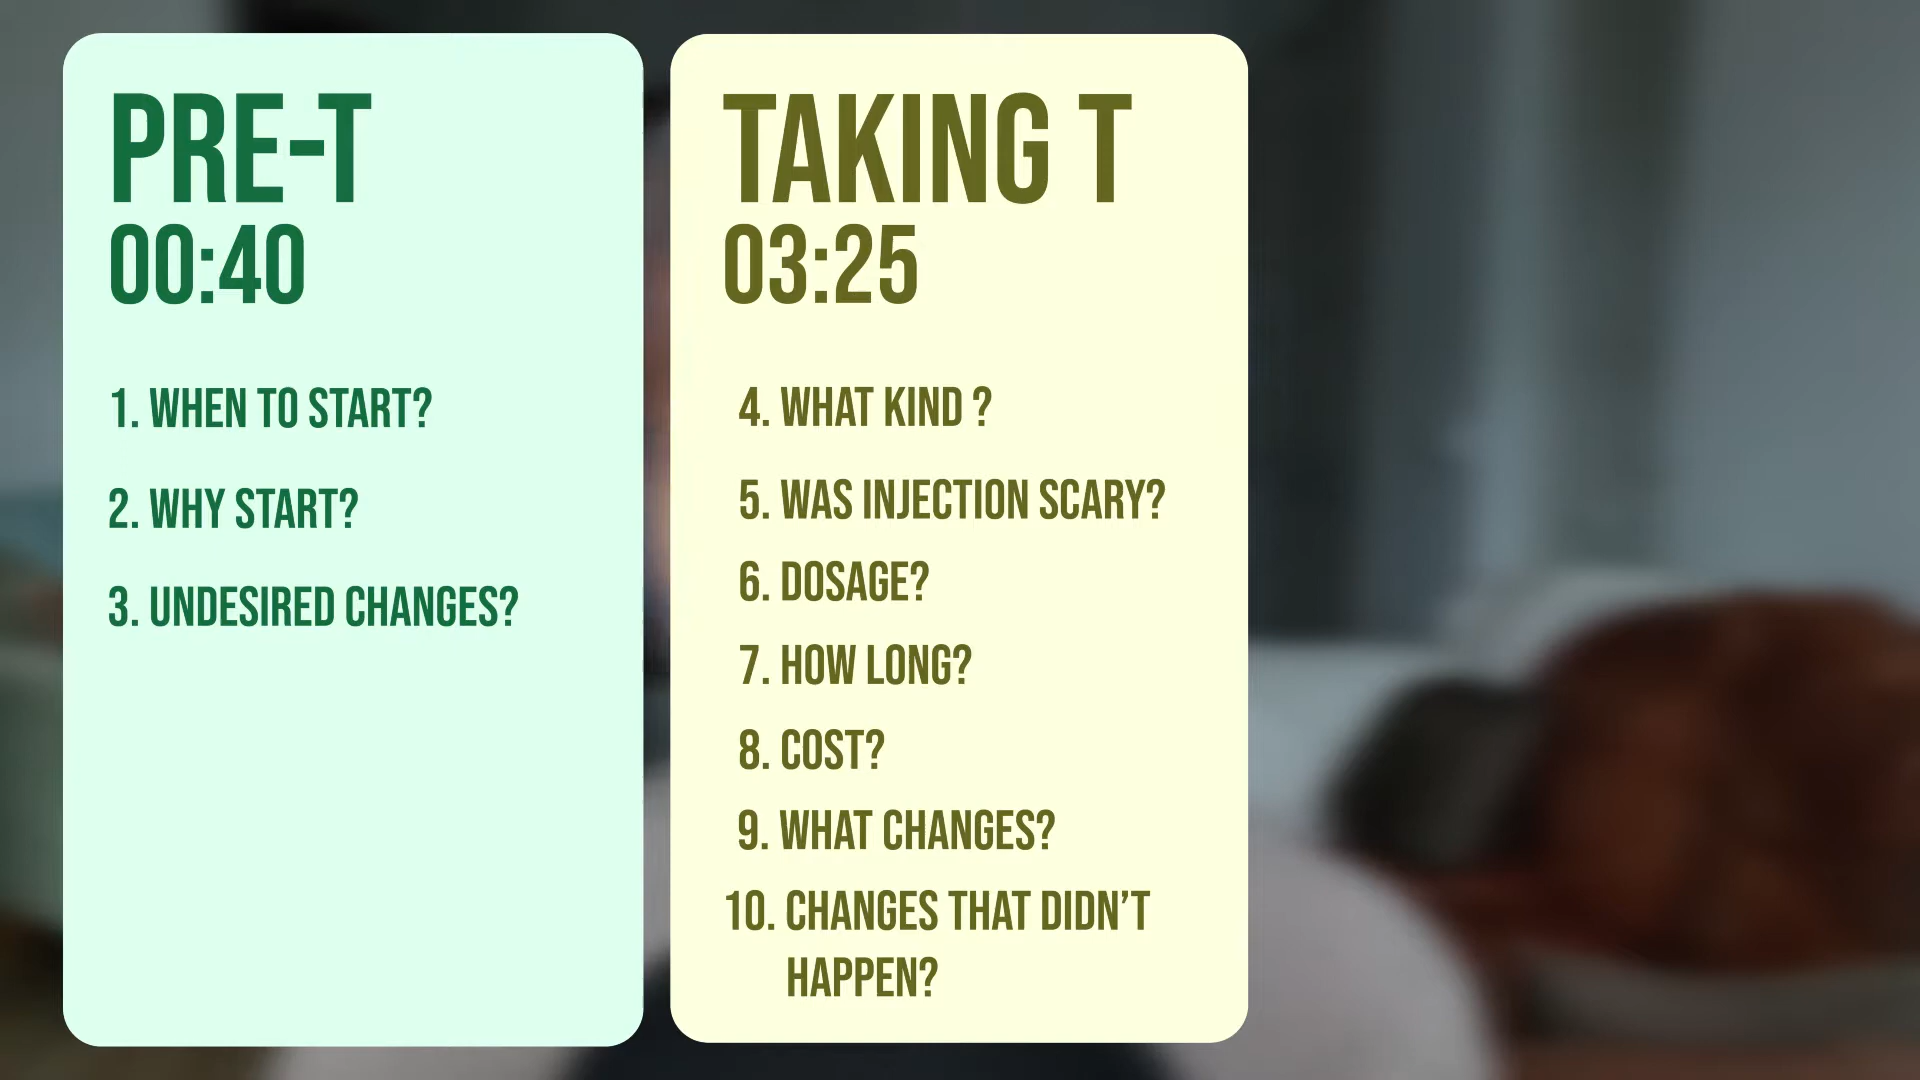 PRE-T
00:40
1. WHEN TO START?
2. WHY START?
3. UNDESIRED CHANGES?
TAKING T
03:25
4. WHAT KIND ?
5. WAS INJECTION SCARY?
6. DOSAGE?
7. HOW LONG?
8. COST?
9. WHAT CHANGES?
10. CHANGES THAT DIDN’T
HAPPEN?